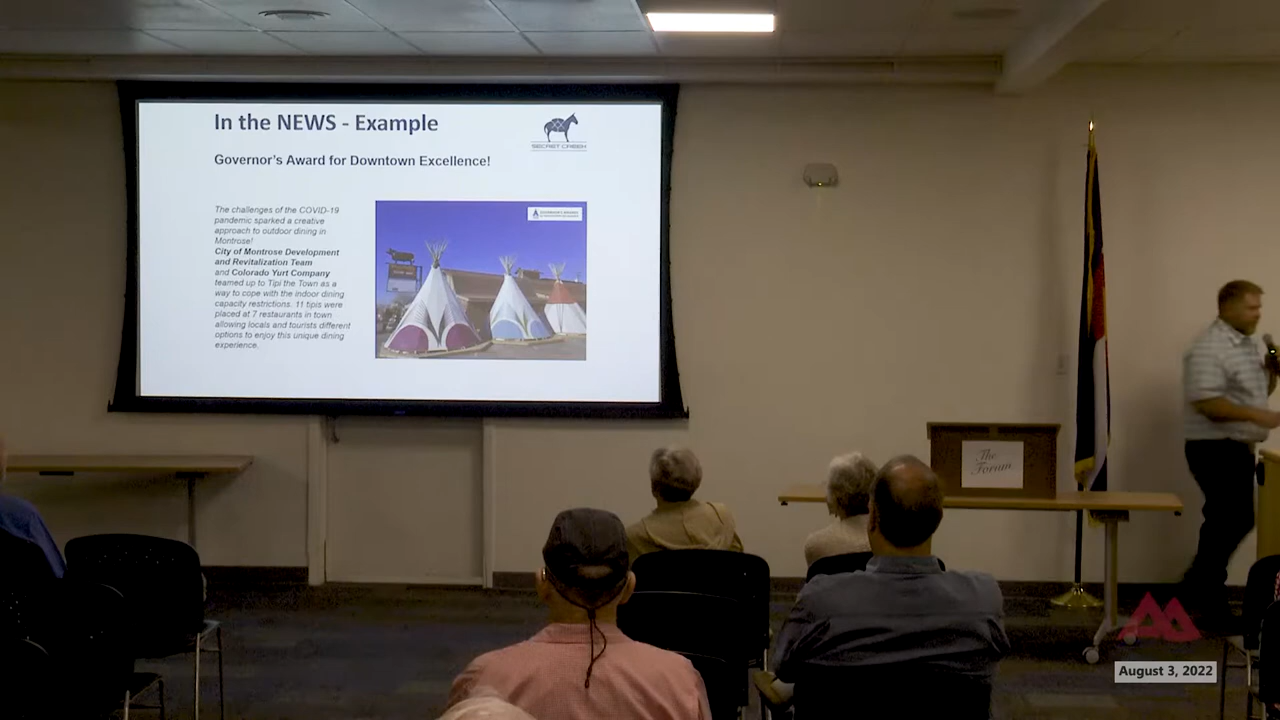 In the NEWS - Example
SECRET CREEK
Governor's Award for Downtown Excellence!
The challenges of the COVID-19
pandemic sparked a creative
approach to outdoor dining in
Montrose!
City of Montrose Development
and Revitalization Team
and Colorado Yurt Company
teamed up to Tipi the Town as a
way to cope with the indoor dining
capacity restrictions. 11 tipis were
placed at 7 restaurants in town
allowing locals and tourists different
options to enjoy this unique dining
experience.
The
Forum
August 3, 2022